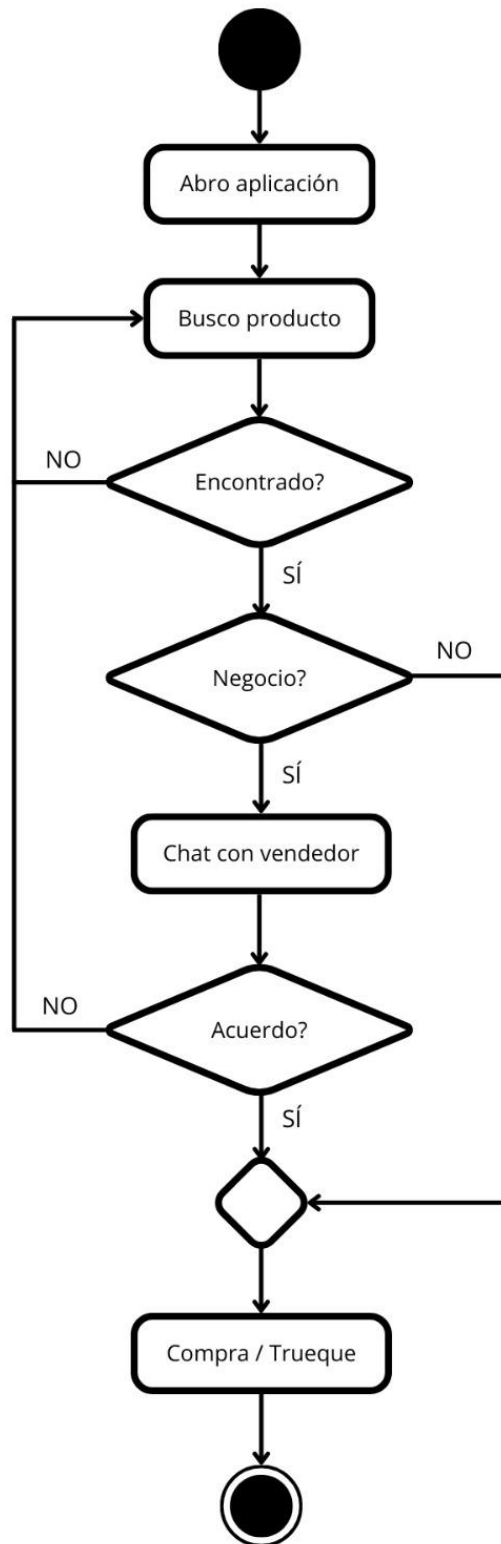 Abro aplicación
Busco producto
NO
Encontrado?
SÍ
NO
Negocio?
SÍ
Chat con vendedor
NO
Acuerdo?
SÍ
Compra / Trueque